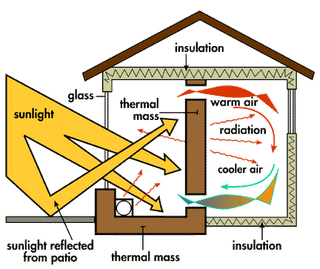 insulation
glass
sunlight
thermal
mass
warm air
radiation
cooler air
sunlight reflected
from patio
thermal mass
insulation